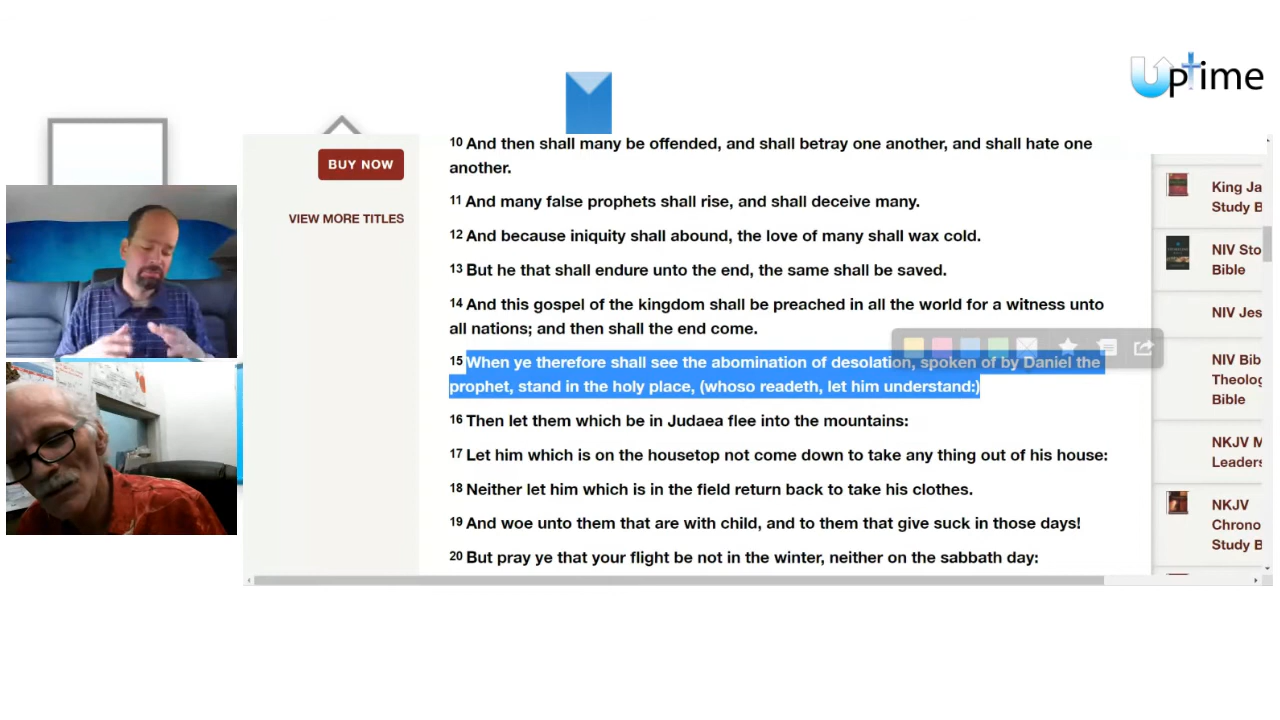 Uptime
BUY NOW
VIEW MORE TITLES
10 And then shall many be offended, and shall betray one another, and shall hate one
another.
11 And many false prophets shall rise, and shall deceive many.
12 And because iniquity shall abound, the love of many shall wax cold.
13 But he that shall endure unto the end, the same shall be saved.
14 And this gospel of the kingdom shall be preached in all the world for a witness unto
all nations; and then shall the end come.
15 When ye therefore shall see the abomination of desolation, spoken of by Daniel the
prophet, stand in the holy place, (whoso readeth, let him understand:)
16 Then let them which be in Judaea flee into the mountains:
17 Let him which is on the housetop not come down to take any thing out of his house:
18 Neither let him which is in the field return back to take his clothes.
19 And woe unto them that are with child, and to them that give suck in those days!
20 But pray ye that your flight be not in the winter, neither on the sabbath day:
King Ja
Study B
NIV Sto
Bible
NIV Jes
NIV Bib
Theolog
Bible
NKJV M
Leaders
NKJV
Chrono
Study B